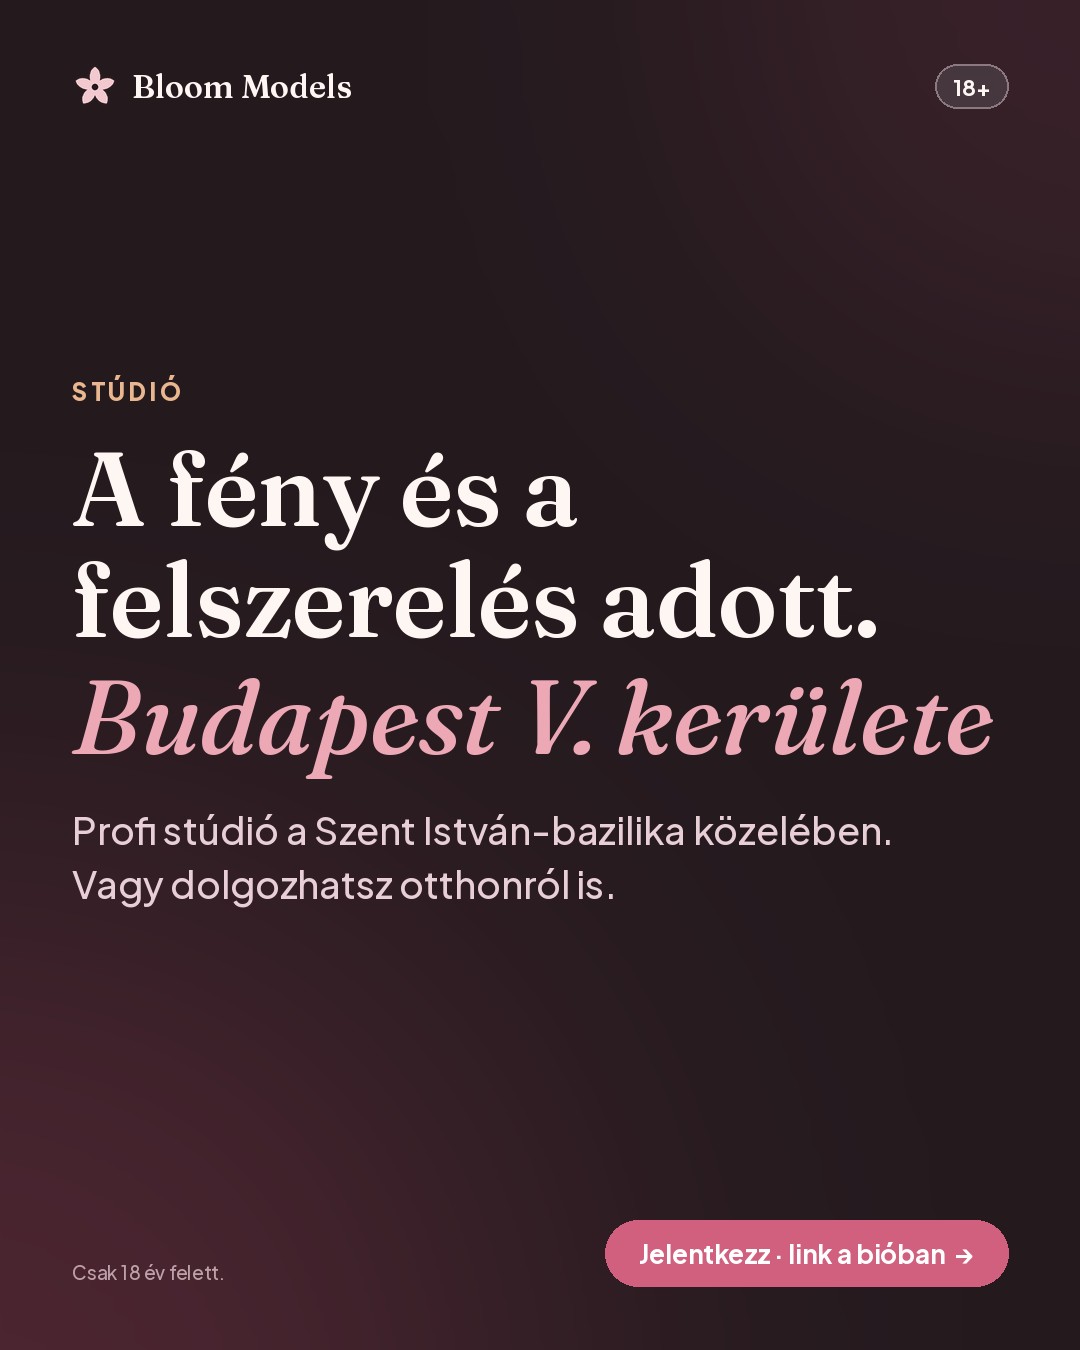 Bloom Models
18+
STÚDIÓ
A fény és a
felszerelés adott.
Budapest V. kerülete
Profi stúdió a Szent István-bazilika közelében.
Vagy dolgozhatsz otthonról is.
Csak 18 év felett.
Jelentkezz · link a bióban →